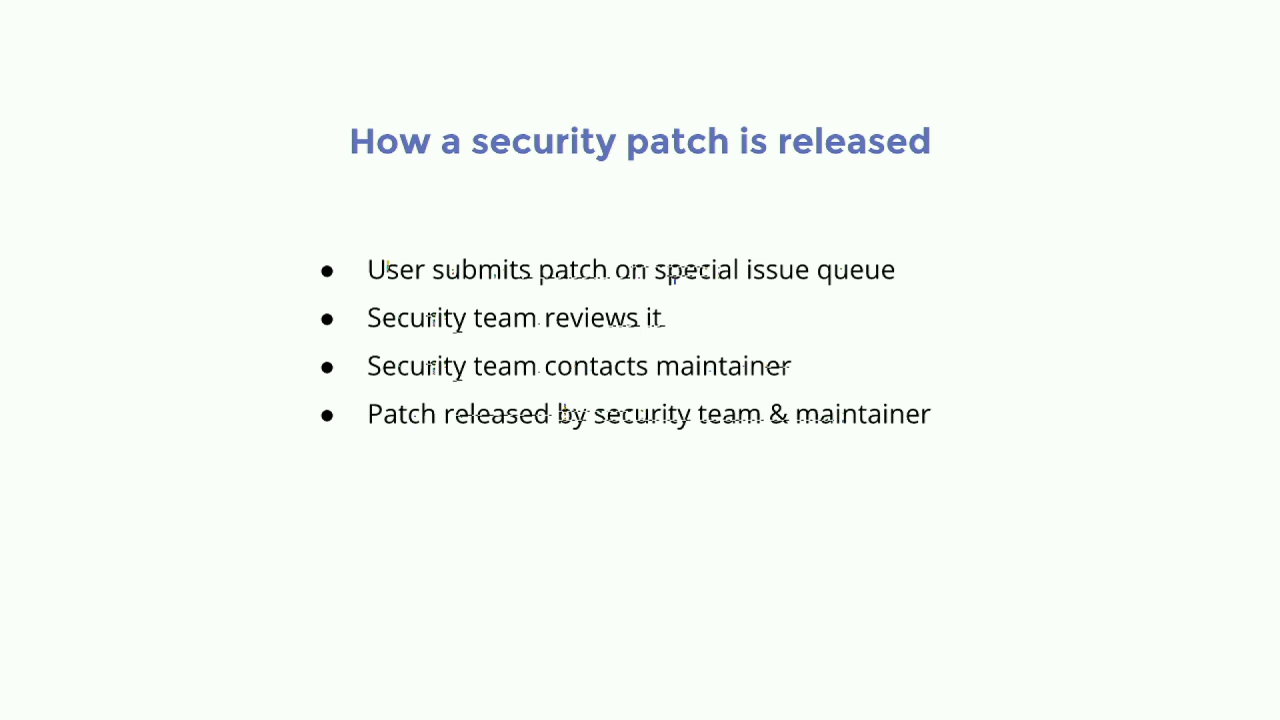 How a security patch is released
● User submits patch on special issue queue
● Security team reviews it
● Security team contacts maintainer
● Patch released by security team & maintainer